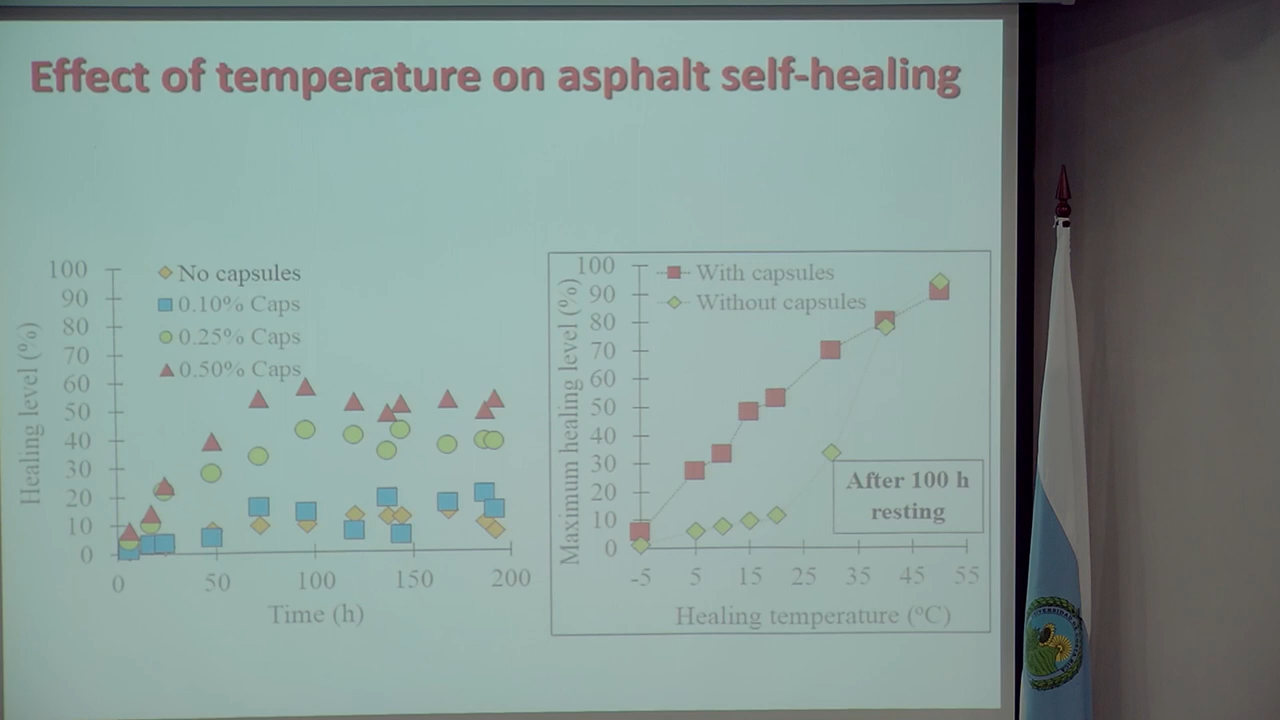 Effect of temperature on asphalt self-healing
Healing level (%)
100
90
80
70
60
50
40
30
20
10
0
No capsules
0.10% Caps
0.25% Caps
0.50% Caps
0
50
100
150
200
Time (h)
Maximum healing level (%)
100
90
80
70
60
50
40
30
20
10
0
With capsules
Without capsules
After 100 h
resting
-5
5
15
25
35
45
55
Healing temperature (ºC)